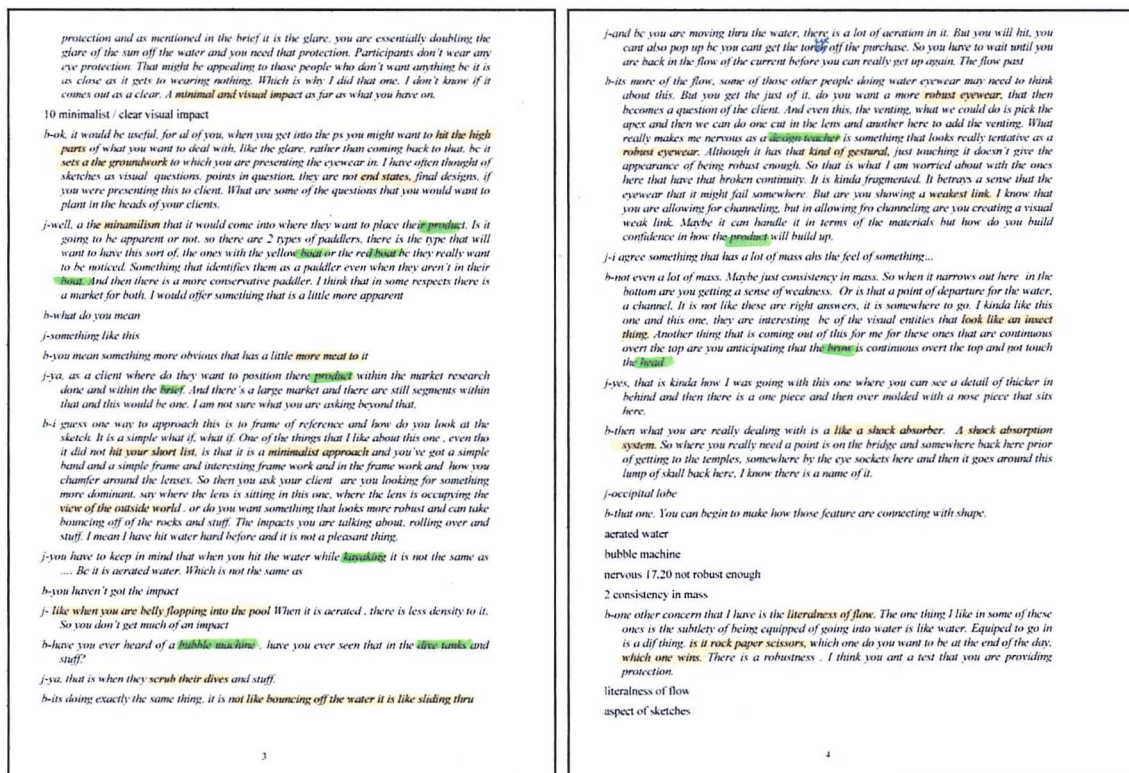 protection and as mentioned in the brief it is the glare, you are essentially doubling the
glare of the sun off the water and you need that protection. Participants don't wear any
eye protection. That might be appealing to those people who don't want anything bc it is
as close as it gets to wearing nothing. Which is why I did that one. I don't know if it
comes out as a clear. A minimal and visual impact as far as what you have on.
10 minimalist / clear visual impact
b-ok, it would be useful, for al of you, when you get into the ps you might want to hit the high
parts of what you want to deal with, like the glare, rather than coming back to that, bc it
sets a the groundwork to which you are presenting the eyewear in. I have often thought of
sketches as visual questions, points in question, they are not end states, final designs, if
you were presenting this to client. What are some of the questions that you would want to
plant in the heads of your clients.
j-well, a the minamilism that it would come into where they want to place their product. Is it
going to be apparent or not. so there are 2 types of paddlers, there is the type that will
want to have this sort of, the ones with the yellow boat or the red boat bc they really want
to be noticed. Something that identifies them as a paddler even when they aren't in their
boat. And then there is a more conservative paddler. I think that in some respects there is
a market for both. I would offer something that is a little more apparent
b-what do you mean
j-something like this
b-you mean something more obvious that has a little more meat to it
j-ya, as a client where do they want to position there product within the market research
done and within the brief. And there's a large market and there are still segments within
that and this would be one. I am not sure what you are asking beyond that.
b-i guess one way to approach this is to frame of reference and how do you look at the
sketch. It is a simple what if, what if. One of the things that I like about this one , even tho
it did not hit your short list, is that it is a minimalist approach and you've got a simple
band and a simple frame and interesting frame work and in the frame work and how you
chamfer around the lenses. So then you ask your client are you looking for something
more dominant, say where the lens is sitting in this one, where the lens is occupying the
view of the outside world , or do you want something that looks more robust and can take
bouncing off of the rocks and stuff. The impacts you are talking about, rolling over and
stuff. I mean I have hit water hard before and it is not a pleasant thing.
j-you have to keep in mind that when you hit the water while kayaking it is not the same as
.... Bc it is aerated water. Which is not the same as
b-you haven't got the impact
j- like when you are belly flopping into the pool When it is aerated , there is less density to it.
So you don't get much of an impact
b-have you ever heard of a bubble machine , have you ever seen that in the dive tanks and
stuff?
j-ya, that is when they scrub their dives and stuff.
b-its doing exactly the same thing, it is not like bouncing off the water it is like sliding thru
3
j-and bc you are moving thru the water, there is a lot of aeration in it. But you will hit, you
cant also pop up bc you cant get the off the purchase. So you have to wait until you
are back in the flow of the current before you can really get up again. The flow past
b-its more of the flow, some of those other people doing water eyewear may need to think
about this. But you get the just of it, do you want a more robust eyewear, that then
becomes a question of the client. And even this, the venting, what we could do is pick the
apex and then we can do one cut in the lens and another here to add the venting. What
really makes me nervous as a design teacher is something that looks really tentative as a
robust eyewear. Although it has that kind of gestural, just touching it doesn't give the
appearance of being robust enough. So that is what I am worried about with the ones
here that have that broken continuity. It is kinda fragmented. It betrays a sense that the
eyewear that it might fail somewhere. But are you showing a weakest link. I know that
you are allowing for channeling, but in allowing fro channeling are you creating a visual
weak link. Maybe it can handle it in terms of the materials but how do you build
confidence in how the product will build up.
j-i agree something that has a lot of mass ahs the feel of something...
b-not even a lot of mass. Maybe just consistency in mass. So when it narrows out here in the
bottom are you getting a sense of weakness. Or is that a point of departure for the water,
a channel. It is not like these are right answers, it is somewhere to go. I kinda like this
one and this one, they are interesting bc of the visual entities that look like an insect
thing. Another thing that is coming out of this for me for these ones that are continuous
overt the top are you anticipating that the brow is continuous overt the top and not touch
the head
j-yes, that is kinda how I was going with this one where you can see a detail of thicker in
behind and then there is a one piece and then over molded with a nose piece that sits
here.
b-then what you are really dealing with is a like a shock absorber. A shock absorption
system. So where you really need a point is on the bridge and somewhere back here prior
of getting to the temples, somewhere by the eye sockets here and then it goes around this
lump of skull back here, I know there is a name of it.
j-occipital lobe
b-that one. You can begin to make how those feature are connecting with shape.
aerated water
bubble machine
nervous 17,20 not robust enough
2 consistency in mass
b-one other concern that I have is the literalness of flow. The one thing I like in some of these
ones is the subtlety of being equipped of going into water is like water. Equiped to go in
is a dif thing. is it rock paper scissors, which one do you want to be at the end of the day,
which one wins. There is a robustness . I think you ant a test that you are providing
protection.
literalness of flow
aspect of sketches
4